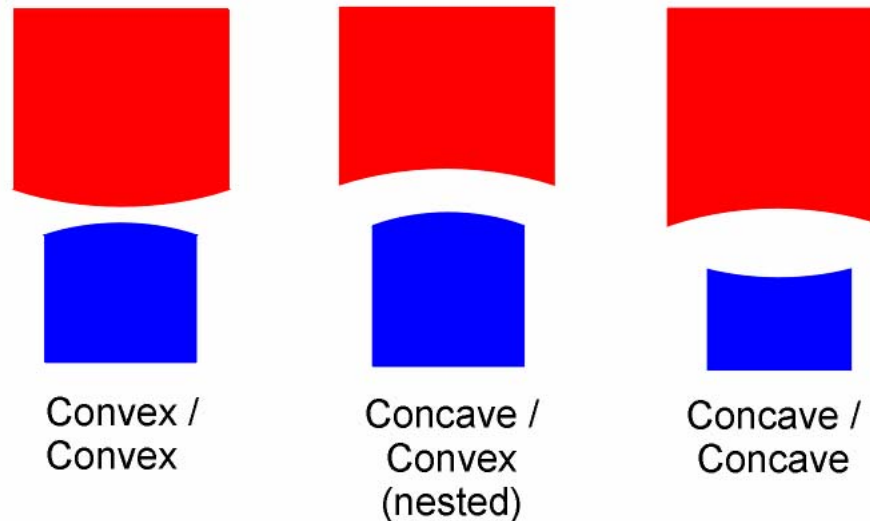 Convex /
Convex
Concave /
Convex
(nested)
Concave /
Concave